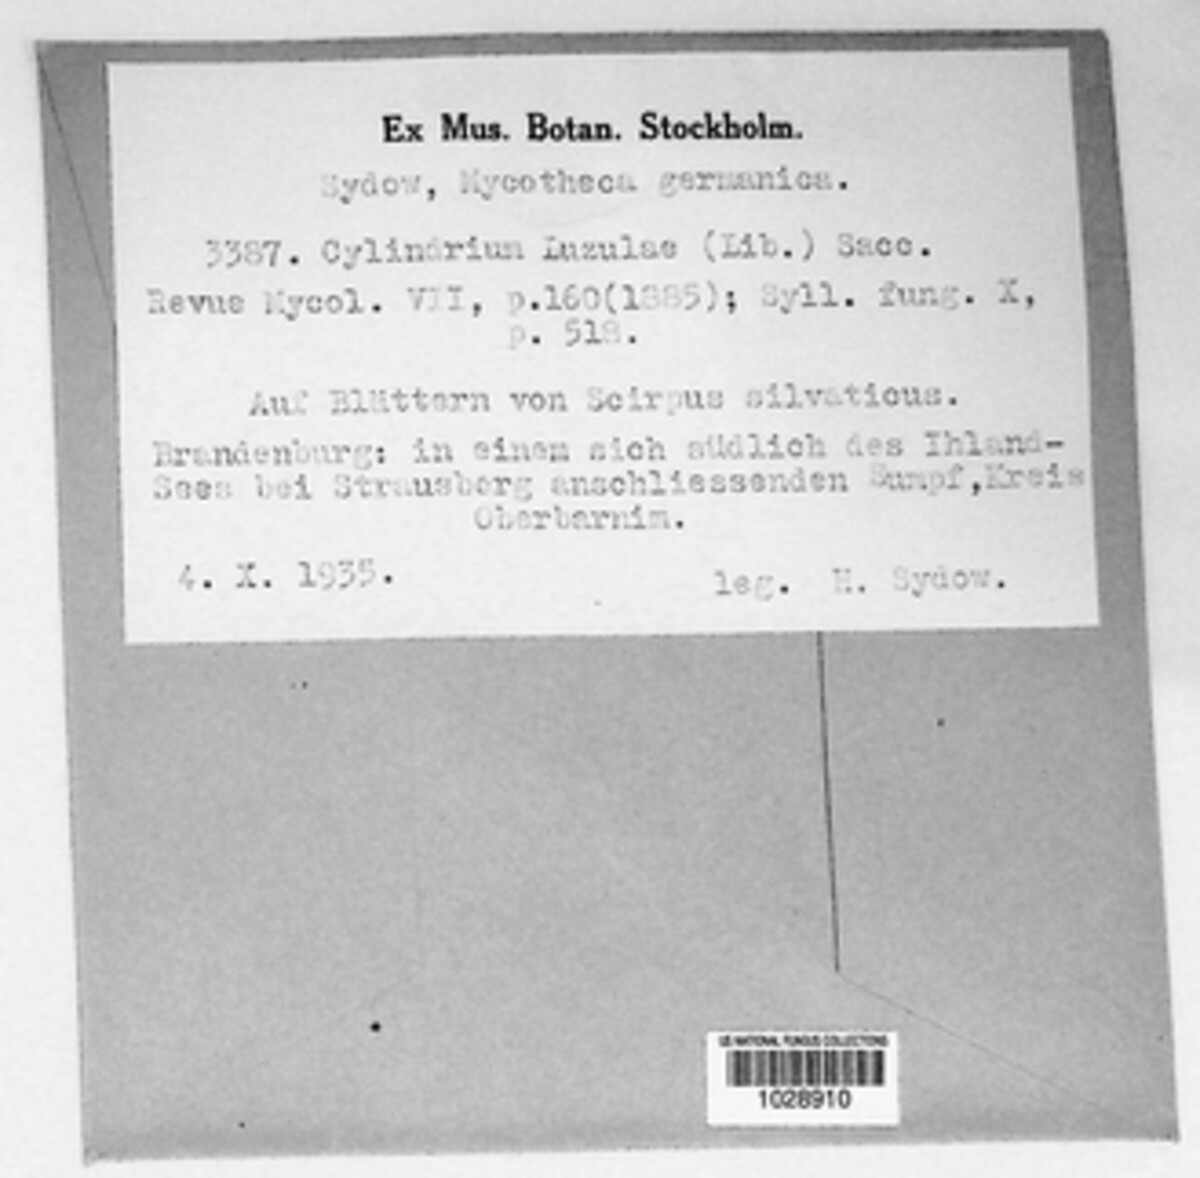 Ex Mus. Botan. Stockholm.
Sydow, Mycotheca germanica.
3387. Cylindrium Luzulae (Lib.) Sacc.
Revue Mycol. VII, p.160(1885); Syll. fung. X,
p. 518.
Auf Blättern von Scirpus silvaticus.
Brandenburg: in einem sich südlich des Ihland-
Sees bei Strausberg anschliessenden Sumpf,Kreis
Oberbarnim.
4. X. 1935.
leg. H. Sydow.
US NATIONAL FUNGUS COLLECTIONS
1028910